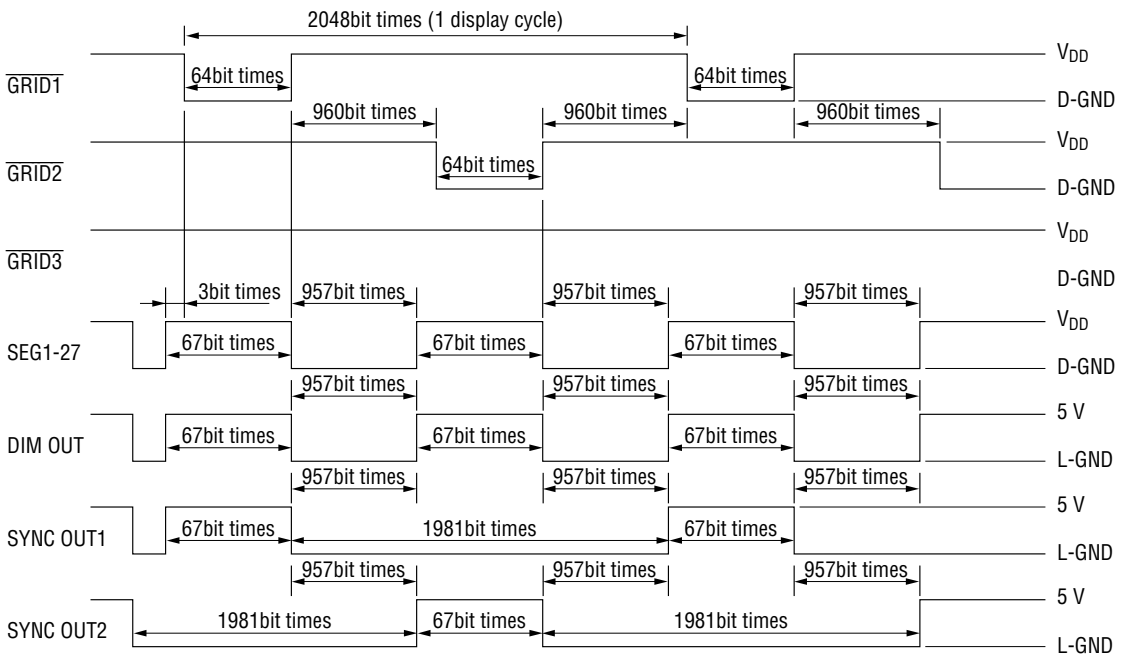 2048bit times (1 display cycle)
GRID1
64bit times
64bit times
VDD
D-GND
960bit times
960bit times
960bit times
GRID2
64bit times
VDD
D-GND
GRID3
VDD
D-GND
3bit times
957bit times
957bit times
957bit times
SEG1-27
67bit times
67bit times
67bit times
VDD
D-GND
957bit times
957bit times
957bit times
DIM OUT
67bit times
67bit times
67bit times
5 V
L-GND
957bit times
957bit times
957bit times
SYNC OUT1
67bit times
1981bit times
67bit times
5 V
L-GND
957bit times
957bit times
957bit times
SYNC OUT2
1981bit times
67bit times
1981bit times
5 V
L-GND